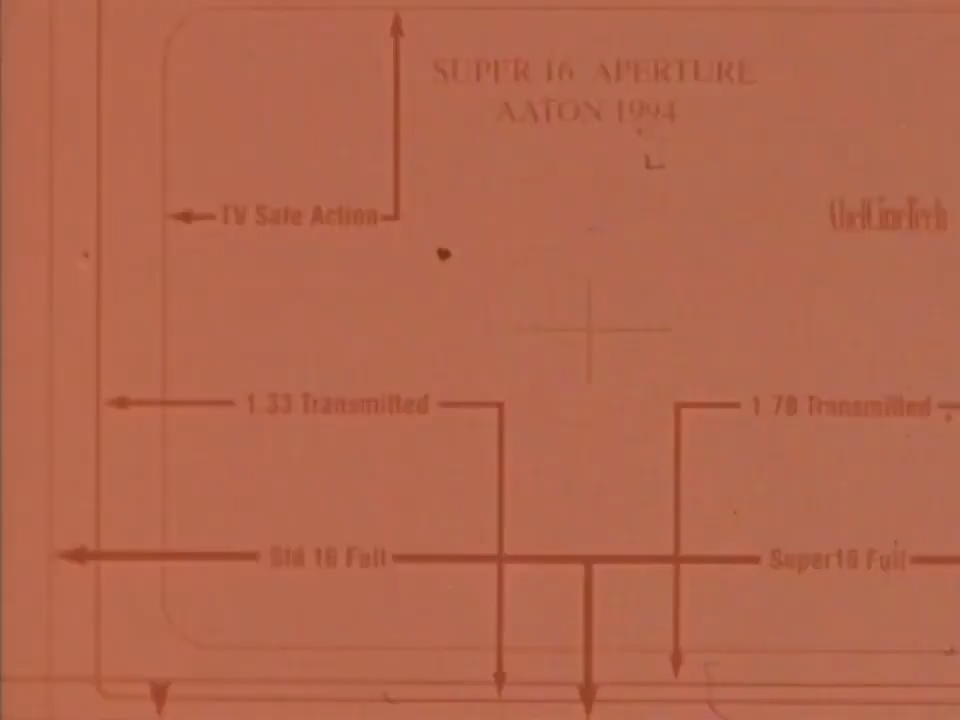 SUPER 16 APERTURE
AATON 1994
TV Safe Action
AbelCineTech
1.33 Transmitted
1.78 Transmitted
Std 16 Full
Super16 Full